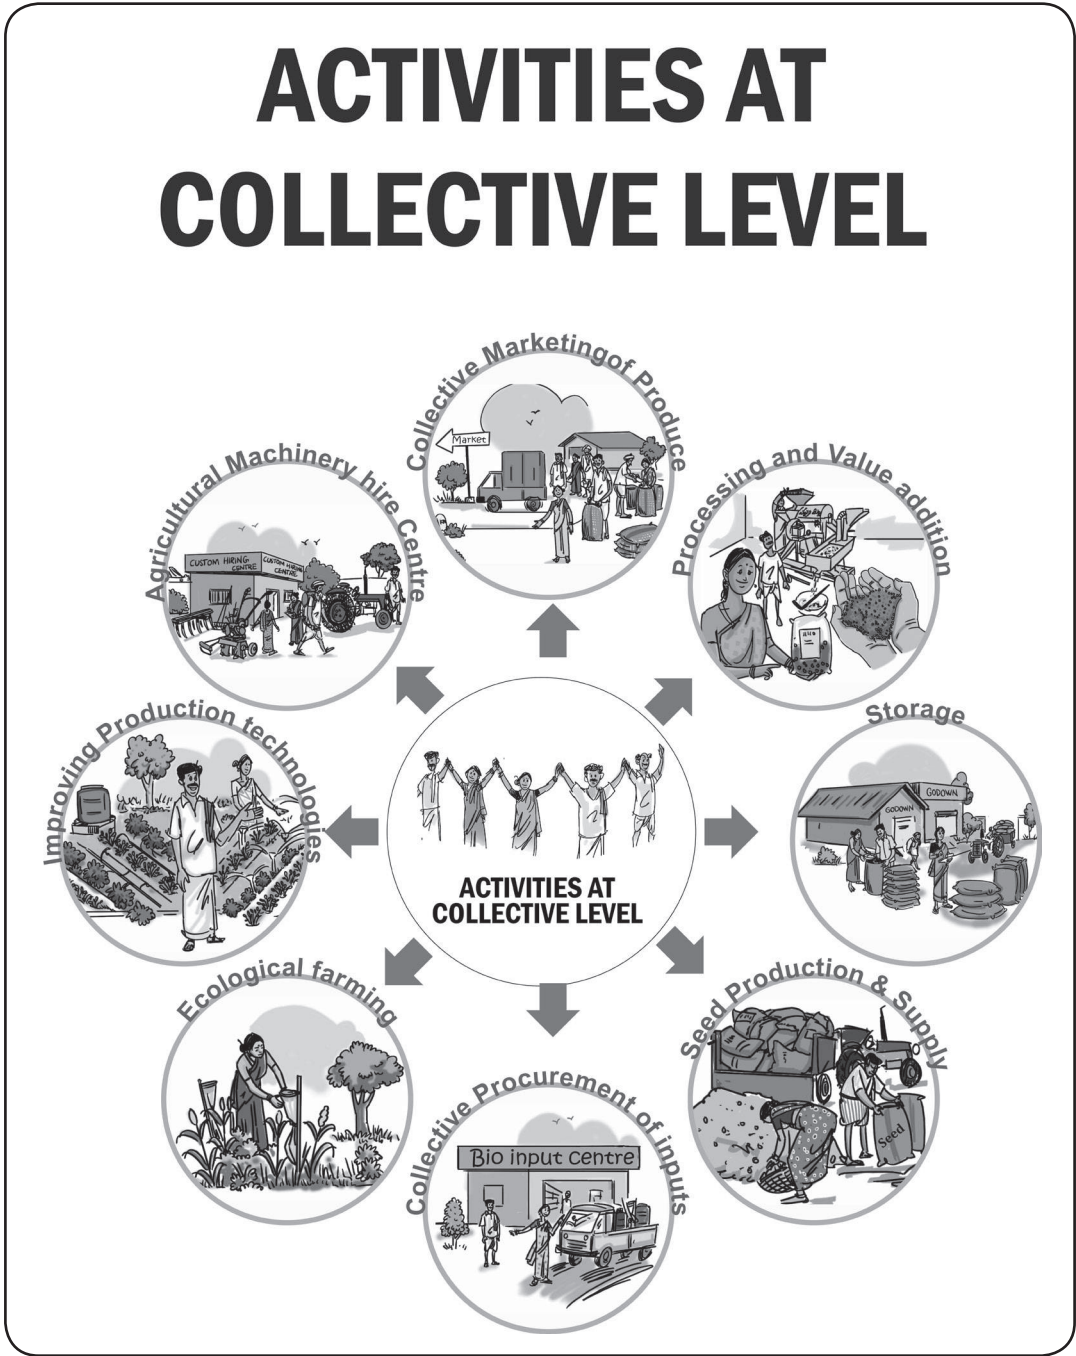 ACTIVITIES AT
COLLECTIVE LEVEL
Collective Marketingof Produce
Market
Processing and Value addition
Storage
GODOWN
GODOWN
Seed Production & Supply
Seed
Collective Procurement of inputs
Bio input Centre
Ecological farming
Improving Production technologies
Agricultural Machinery hire Centre
CUSTOM HIRING
CENTRE
CUSTOM HIRING
CENTRE
ACTIVITIES AT
COLLECTIVE LEVEL